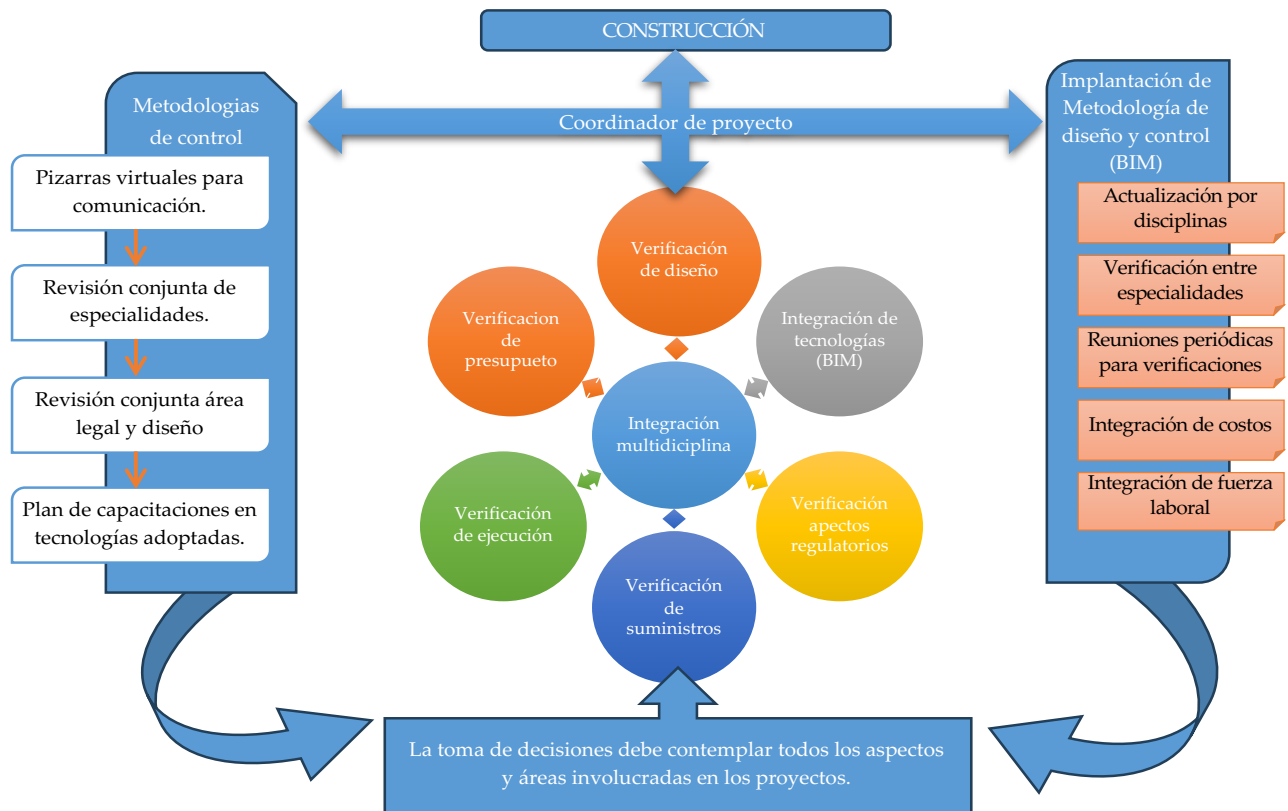 CONSTRUCCIÓN
Coordinador de proyecto
Metodologias
de control
Pizarras virtuales para
comunicación.
Revisión conjunta de
especialidades.
Revisión conjunta área
legal y diseño
Plan de capacitaciones en
tecnologías adoptadas.
Verificación
de diseño
Verificacion
de
presupueto
Integración de
tecnologías
(BIM)
Integración
multidiciplina
Verificación
de ejecución
Verificación
apectos
regulatorios
Verificación
de
suministros
Implantación de
Metodología de
diseño y control
(BIM)
Actualización por
disciplinas
Verificación entre
especialidades
Reuniones periódicas
para verificaciones
Integración de costos
Integración de fuerza
laboral
La toma de decisiones debe contemplar todos los aspectos
y áreas involucradas en los proyectos.